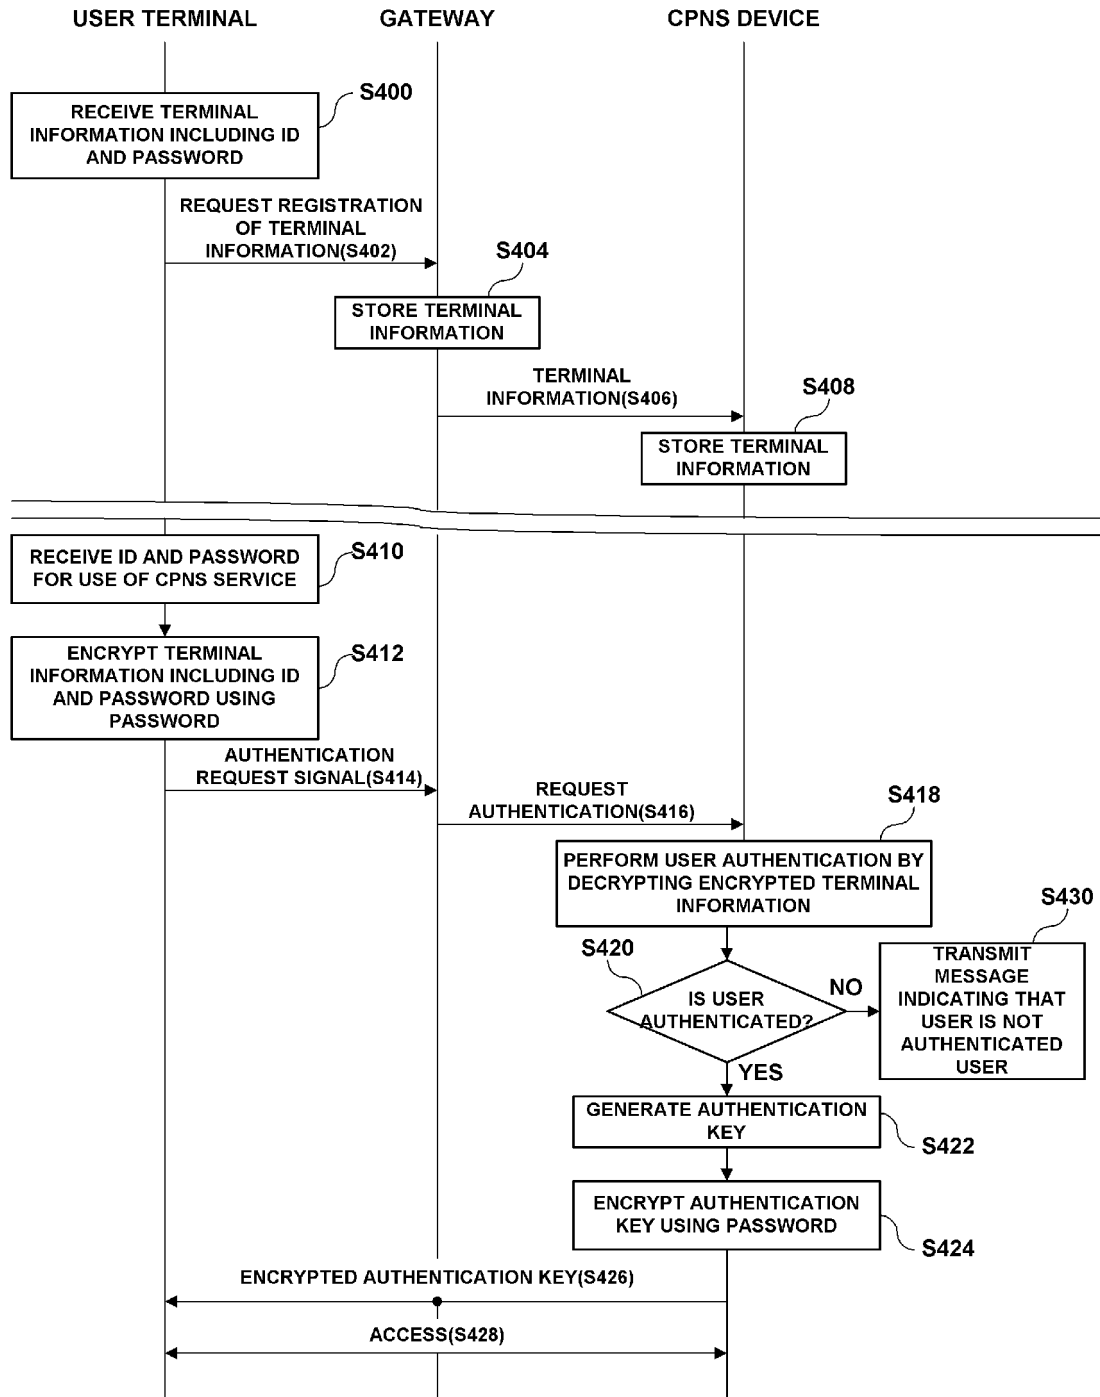 USER TERMINAL
GATEWAY
CPNS DEVICE
S400
RECEIVE TERMINAL
INFORMATION INCLUDING ID
AND PASSWORD
REQUEST REGISTRATION
OF TERMINAL
INFORMATION(S402)
S404
STORE TERMINAL
INFORMATION
TERMINAL
INFORMATION(S406)
S408
STORE TERMINAL
INFORMATION
RECEIVE ID AND PASSWORD
FOR USE OF CPNS SERVICE
S410
ENCRYPT TERMINAL
INFORMATION INCLUDING ID
AND PASSWORD USING
PASSWORD
S412
AUTHENTICATION
REQUEST SIGNAL(S414)
REQUEST
AUTHENTICATION(S416)
S418
PERFORM USER AUTHENTICATION BY
DECRYPTING ENCRYPTED TERMINAL
INFORMATION
S430
TRANSMIT
MESSAGE
INDICATING THAT
USER IS NOT
AUTHENTICATED
USER
S420
IS USER
AUTHENTICATED?
NO
YES
GENERATE AUTHENTICATION
KEY
S422
ENCRYPT AUTHENTICATION
KEY USING PASSWORD
S424
ENCRYPTED AUTHENTICATION KEY(S426)
ACCESS(S428)